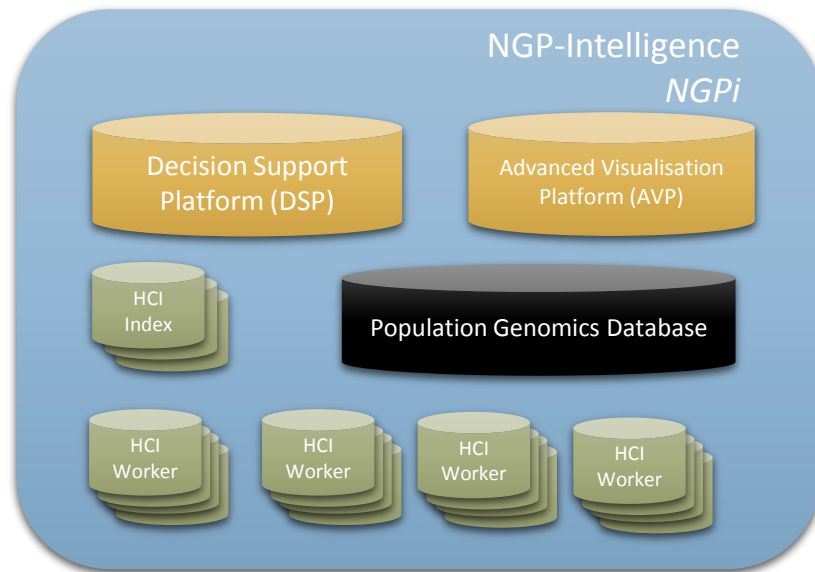 NGP-Intelligence
NGPi
Decision Support
Platform (DSP)
Advanced Visualisation
Platform (AVP)
HCI
Index
Population Genomics Database
HCI
Worker
HCI
Worker
HCI
Worker
HCI
Worker